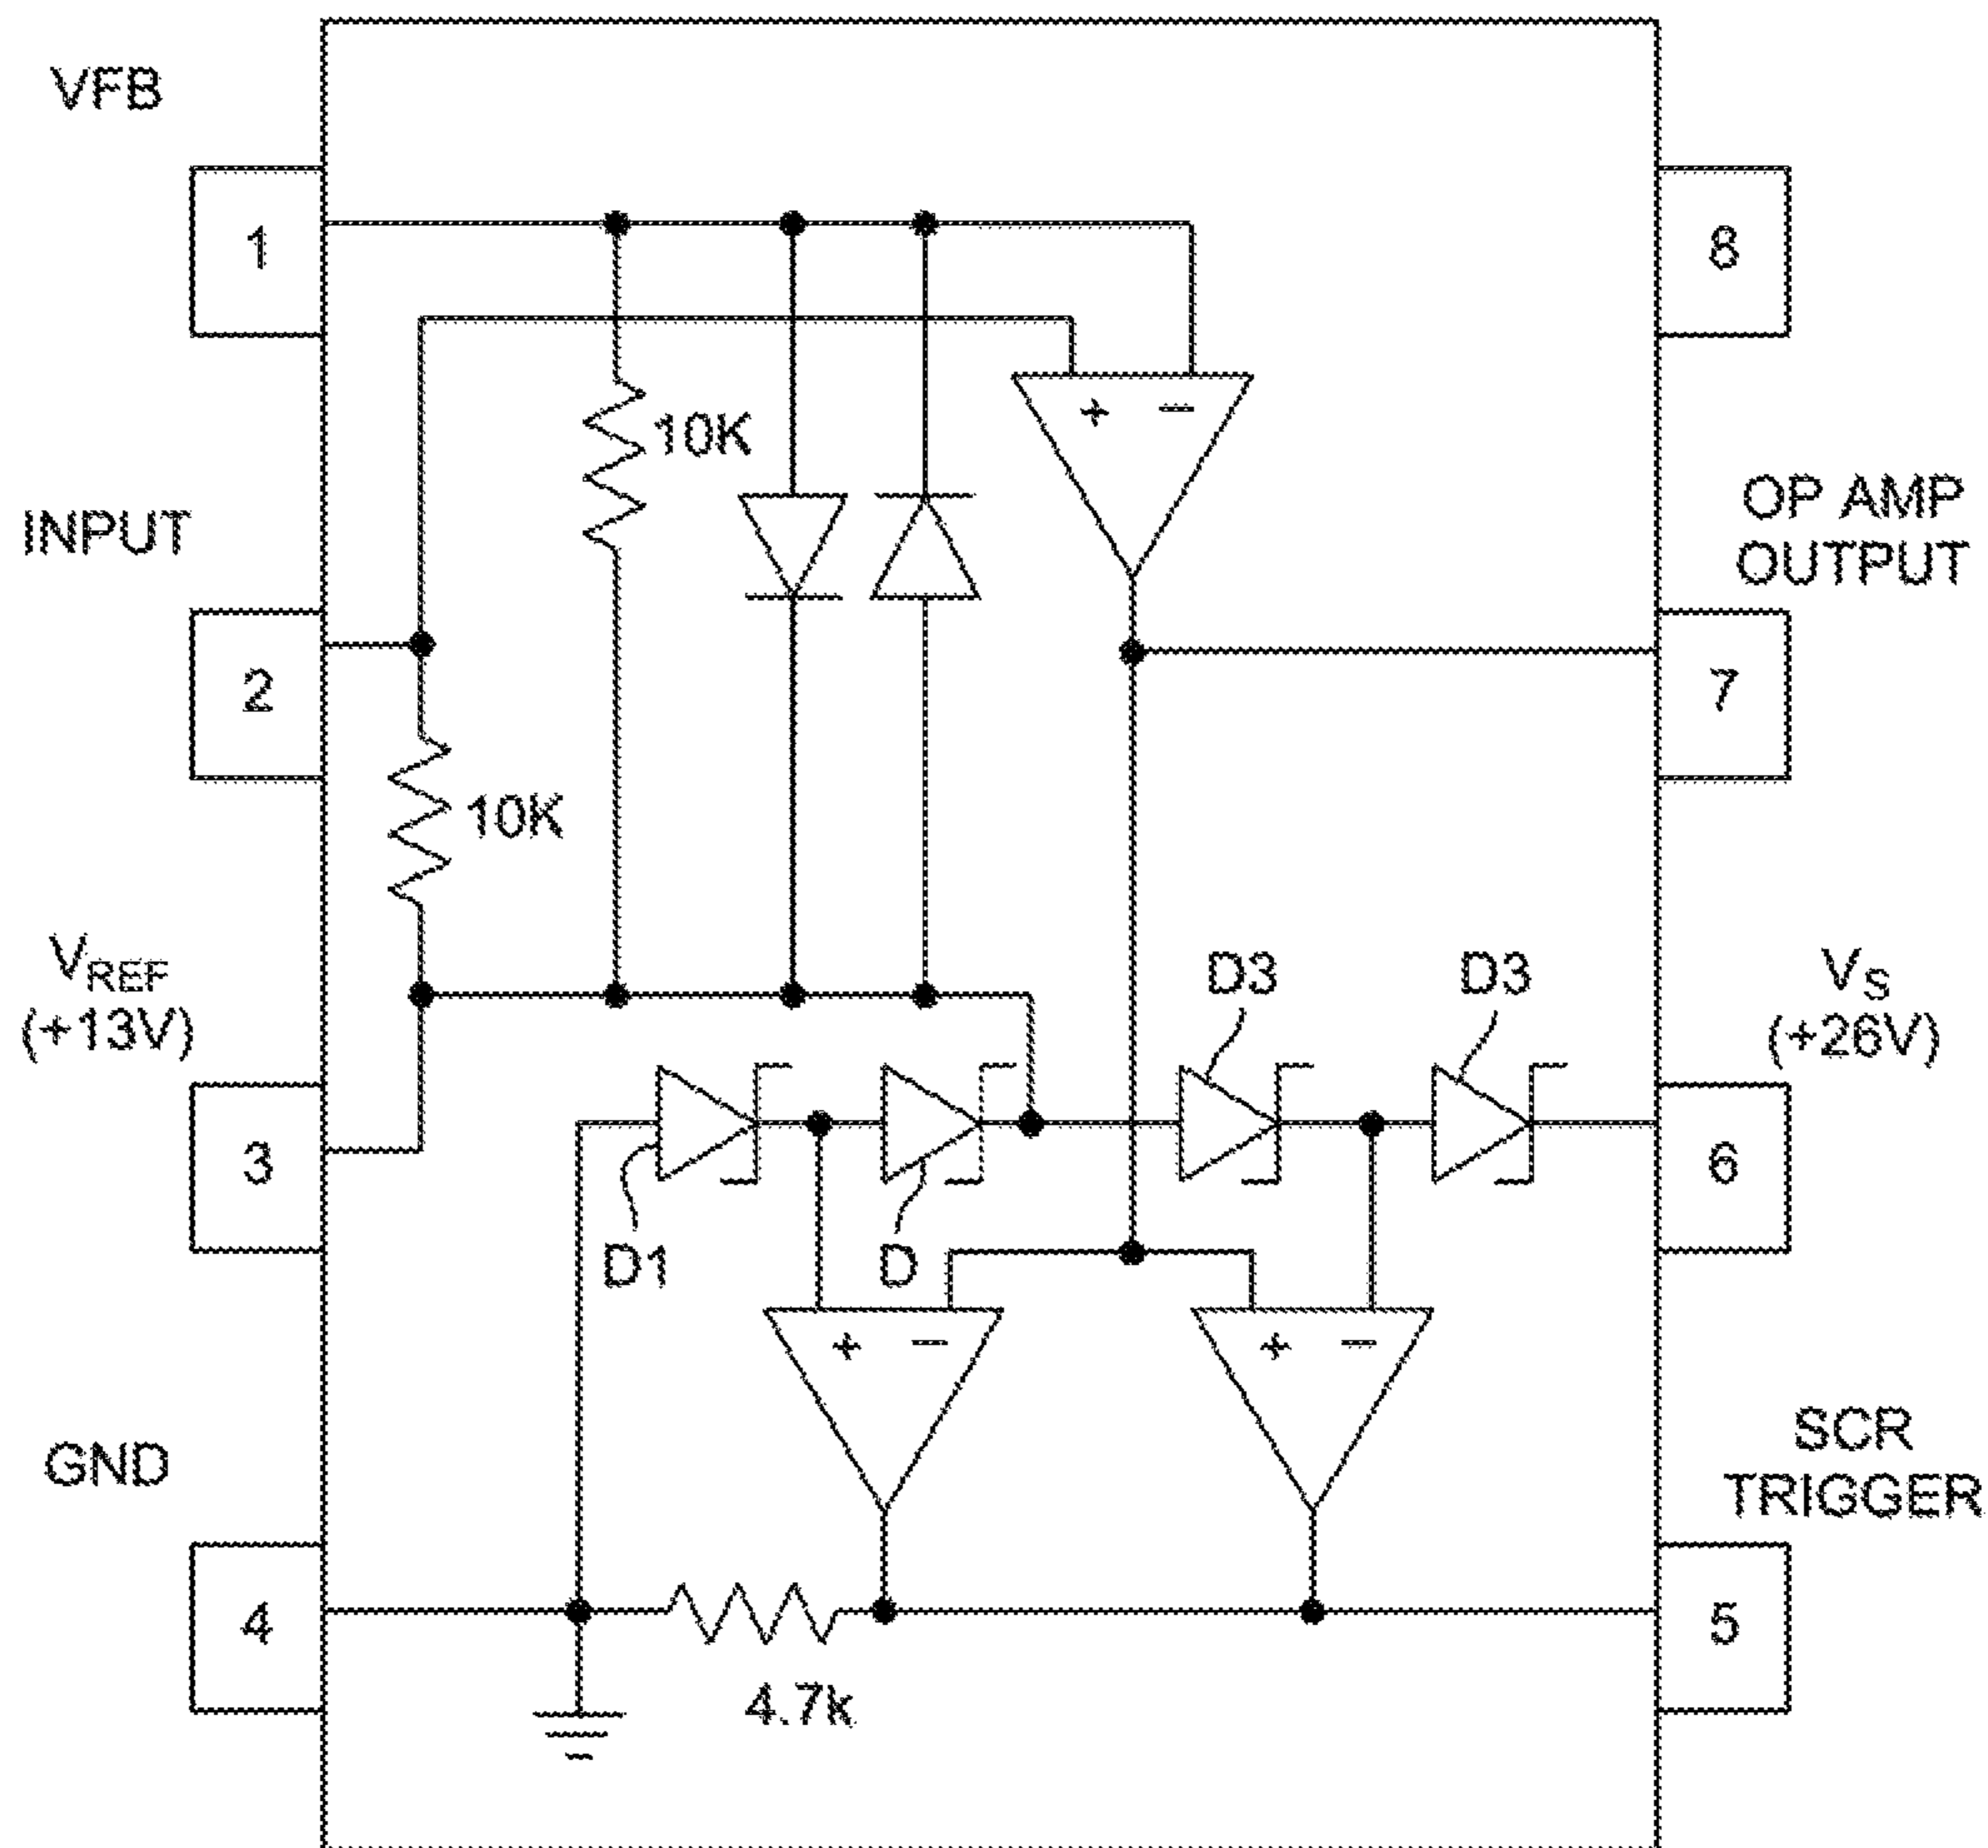 VFB
1
8
+ −
10K
INPUT
OP AMP
OUTPUT
2
7
10K
VREF
(+13V)
D3
D3
VS
(+26V)
3
6
D1
D
+ −
+ −
GND
SCR
TRIGGER
4
5
4.7k